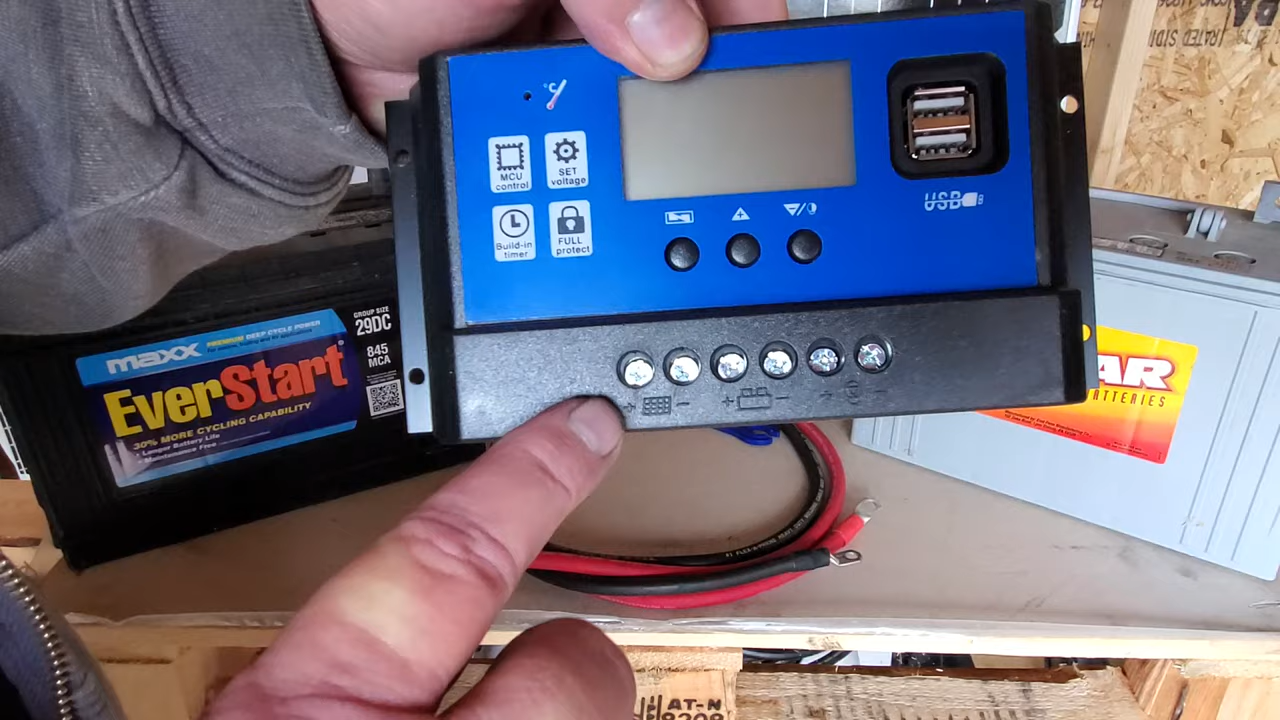 °C
MCU
control
SET
voltage
Build-in
timer
FULL
protect
USB
+ -
+ -
+ -
maxx
PREMIUM DEEP CYCLE POWER
EverStart
30% MORE CYCLING CAPABILITY
• Longer Battery Life
• Maintenance Free
GROUP SIZE
29DC
845
MCA
AR
ATTERIES
AT-N